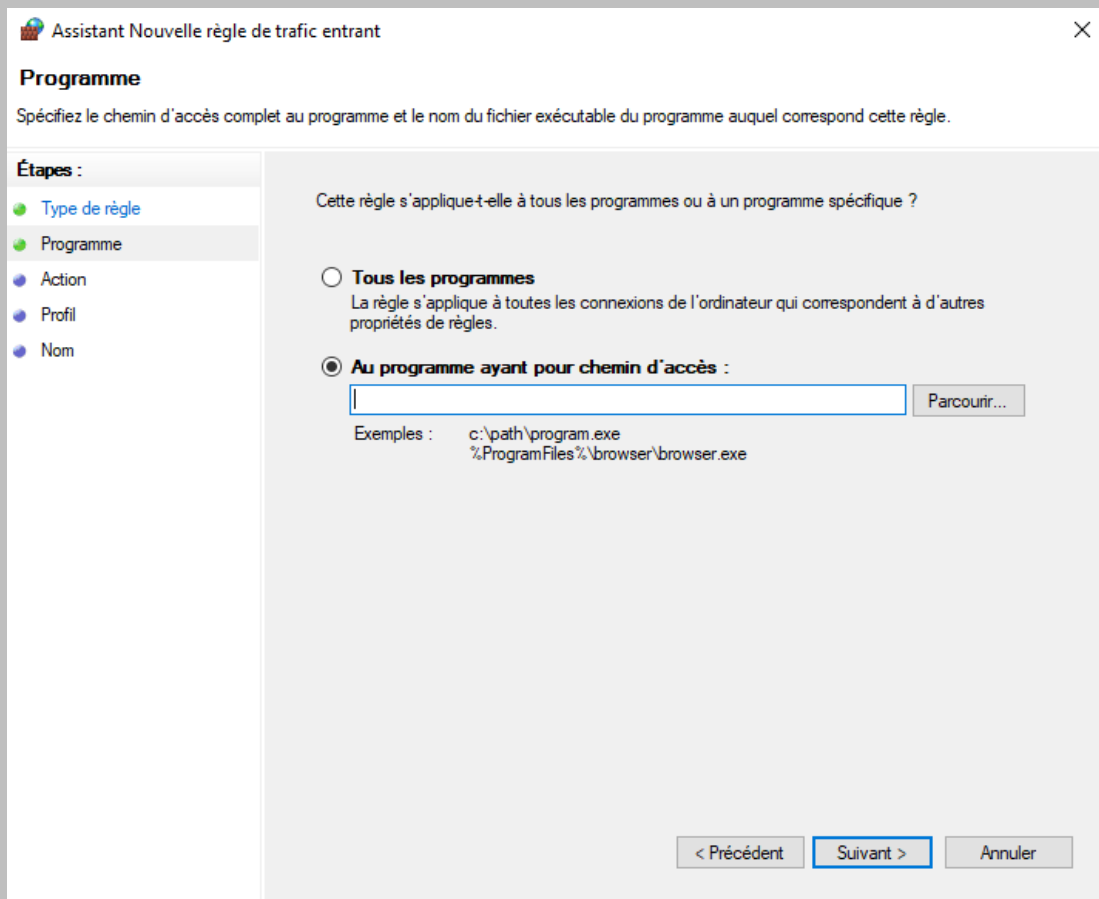 Assistant Nouvelle règle de trafic entrant
Programme
Spécifiez le chemin d'accès complet au programme et le nom du fichier exécutable du programme auquel correspond cette règle.
Étapes :
Type de règle
Programme
Action
Profil
Nom
Cette règle s'applique-t-elle à tous les programmes ou à un programme spécifique ?
Tous les programmes
La règle s'applique à toutes les connexions de l'ordinateur qui correspondent à d'autres
propriétés de règles.
Au programme ayant pour chemin d'accès :
Parcourir...
Exemples : c:\path\program.exe
%ProgramFiles%\browser\browser.exe
< Précédent Suivant > Annuler